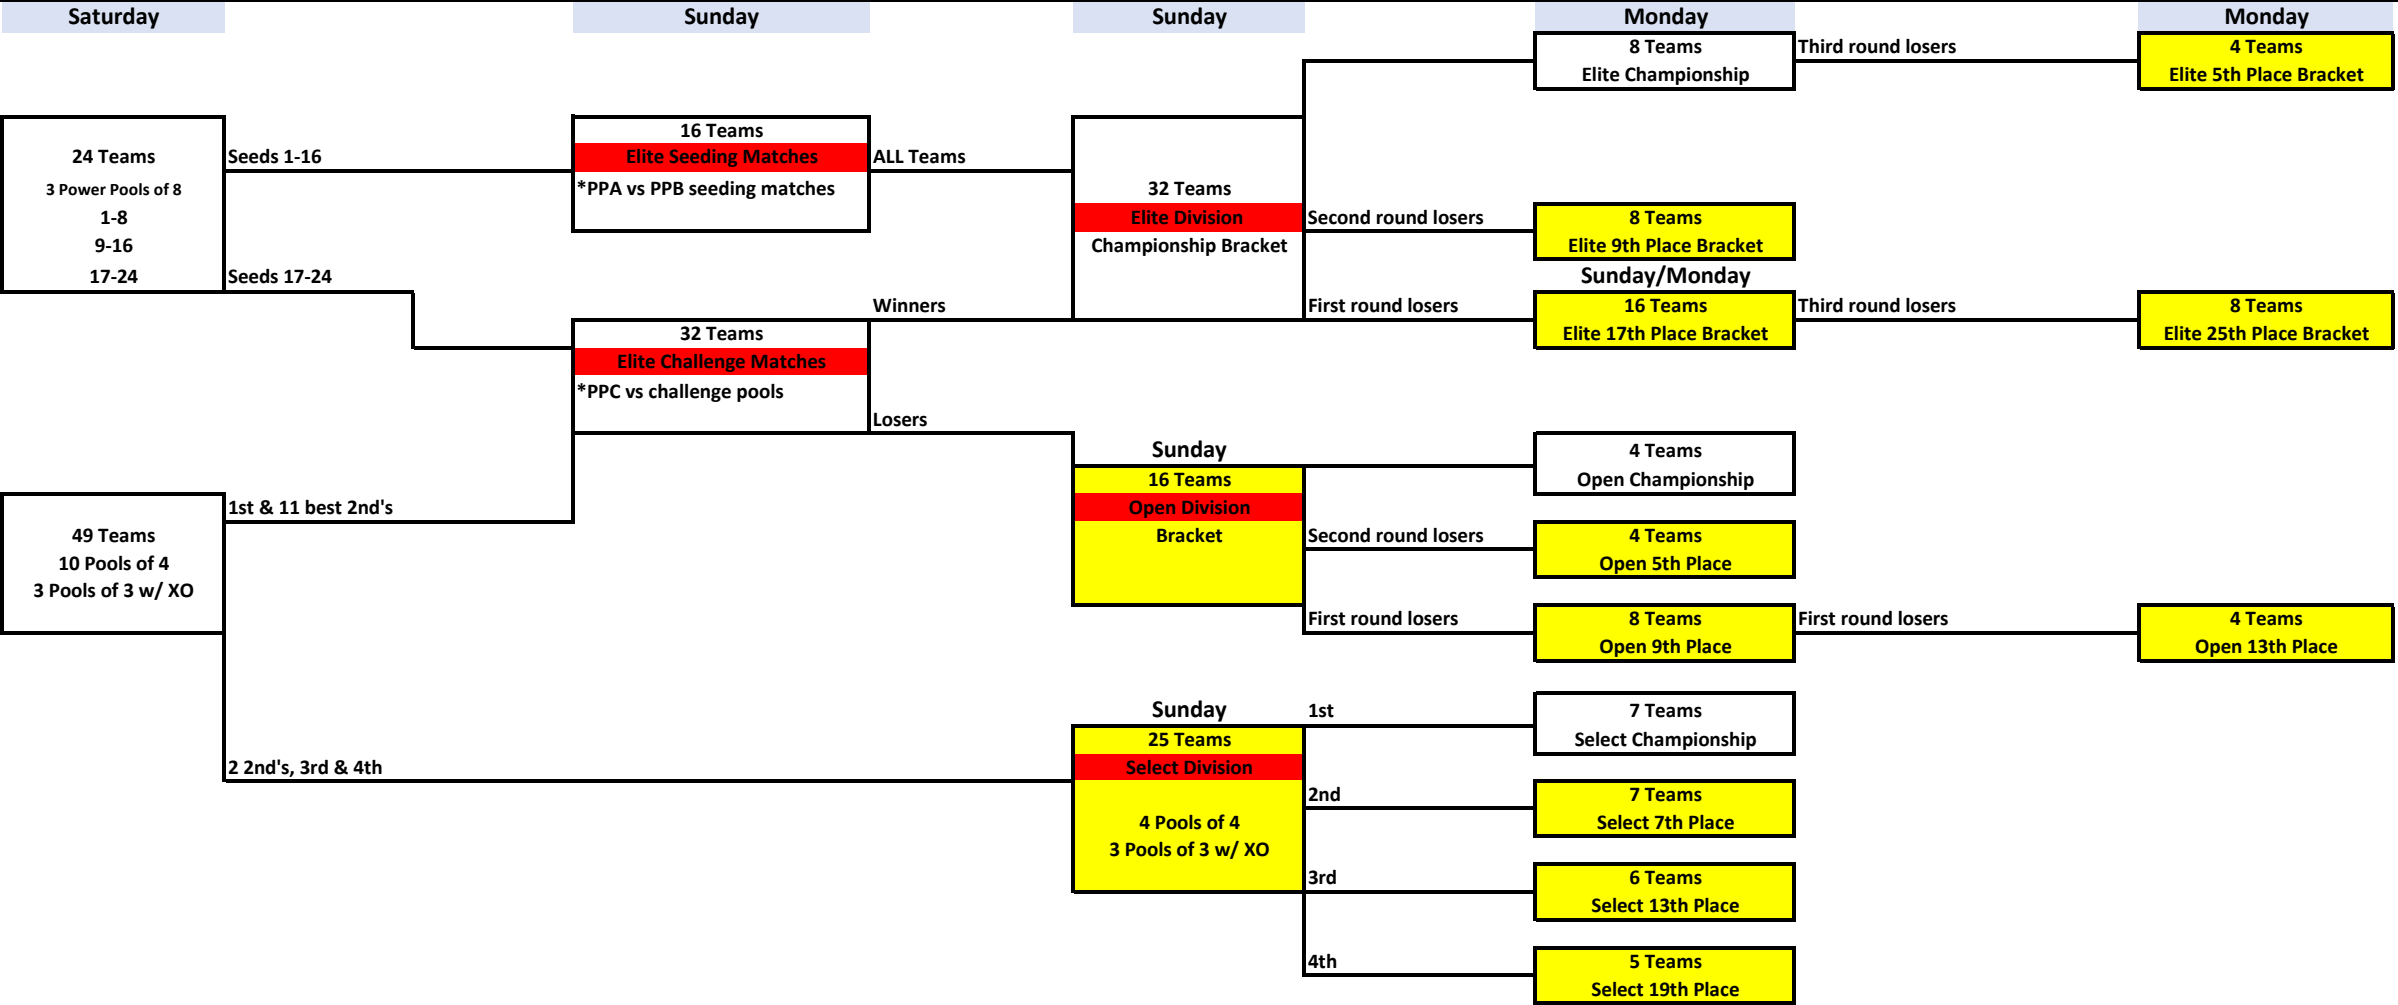 Saturday
Sunday
Sunday
Monday
Monday
8 Teams
Elite Championship
Third round losers
4 Teams
Elite 5th Place Bracket
24 Teams
3 Power Pools of 8
1-8
9-16
17-24
Seeds 1-16
Seeds 17-24
16 Teams
Elite Seeding Matches
*PPA vs PPB seeding matches
ALL Teams
32 Teams
Elite Division
Championship Bracket
Second round losers
8 Teams
Elite 9th Place Bracket
Sunday/Monday
First round losers
16 Teams
Elite 17th Place Bracket
Third round losers
8 Teams
Elite 25th Place Bracket
Winners
32 Teams
Elite Challenge Matches
*PPC vs challenge pools
Losers
49 Teams
10 Pools of 4
3 Pools of 3 w/ XO
1st & 11 best 2nd's
2 2nd's, 3rd & 4th
Sunday
16 Teams
Open Division
Bracket
4 Teams
Open Championship
Second round losers
4 Teams
Open 5th Place
First round losers
8 Teams
Open 9th Place
First round losers
4 Teams
Open 13th Place
Sunday
25 Teams
Select Division
4 Pools of 4
3 Pools of 3 w/ XO
1st
7 Teams
Select Championship
2nd
7 Teams
Select 7th Place
3rd
6 Teams
Select 13th Place
4th
5 Teams
Select 19th Place